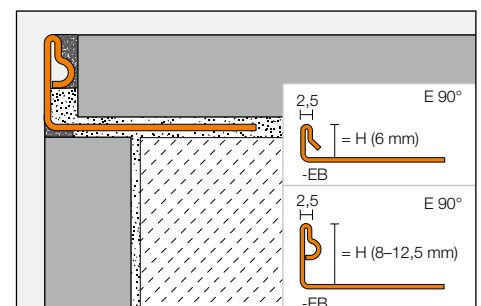 2,5
E 90°
= H (6 mm)
-EB
2,5
E 90°
= H (8–12,5 mm)
-EB